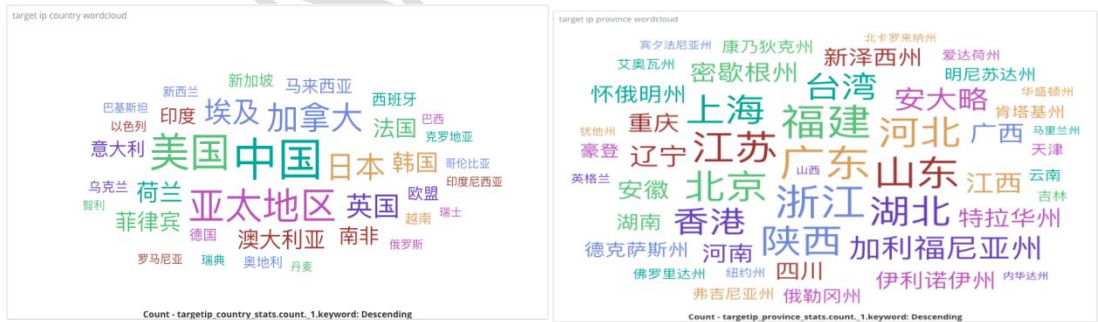 target ip country wordcloud
新加坡 马来西亚
新西兰 西班牙
巴基斯坦 印度 埃及 加拿大 巴西
以色列 法国 克罗地亚
意大利 美国 中国 日本 韩国 哥伦比亚
乌克兰 荷兰 亚太地区 英国 欧盟 印度尼西亚
智利 菲律宾 越南 瑞士
德国 澳大利亚 南非 俄罗斯
罗马尼亚 瑞典 奥地利 丹麦
Count - targetip_country_stats.count._1.keyword: Descending
target ip province wordcloud
北卡罗来纳州
宾夕法尼亚州 康乃狄克州 新泽西州 爱达荷州
艾奥瓦州 密歇根州 台湾 明尼苏达州
怀俄明州 上海 福建 安大略 华盛顿州
重庆 河北 肯塔基州
犹他州 江苏 广西 马里兰州
豪登 辽宁 广东 山东 天津
英格兰 安徽 北京 山西 江西 云南
浙江 吉林
湖南 香港 湖北 特拉华州
德克萨斯州 河南 陕西 加利福尼亚州
佛罗里达州 纽约州 四川 伊利诺伊州 内华达州
弗吉尼亚州 俄勒冈州
Count - targetip_province_stats.count._1.keyword: Descending